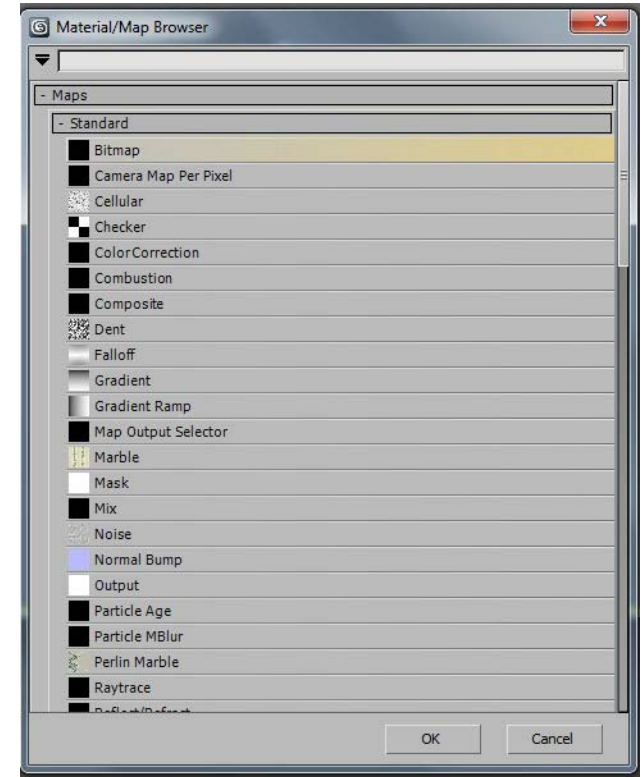 Material/Map Browser
- Maps
- Standard
Bitmap
Camera Map Per Pixel
Cellular
Checker
ColorCorrection
Combustion
Composite
Dent
Falloff
Gradient
Gradient Ramp
Map Output Selector
Marble
Mask
Mix
Noise
Normal Bump
Output
Particle Age
Particle MBlur
Perlin Marble
Raytrace
Reflect/Refract
OK Cancel